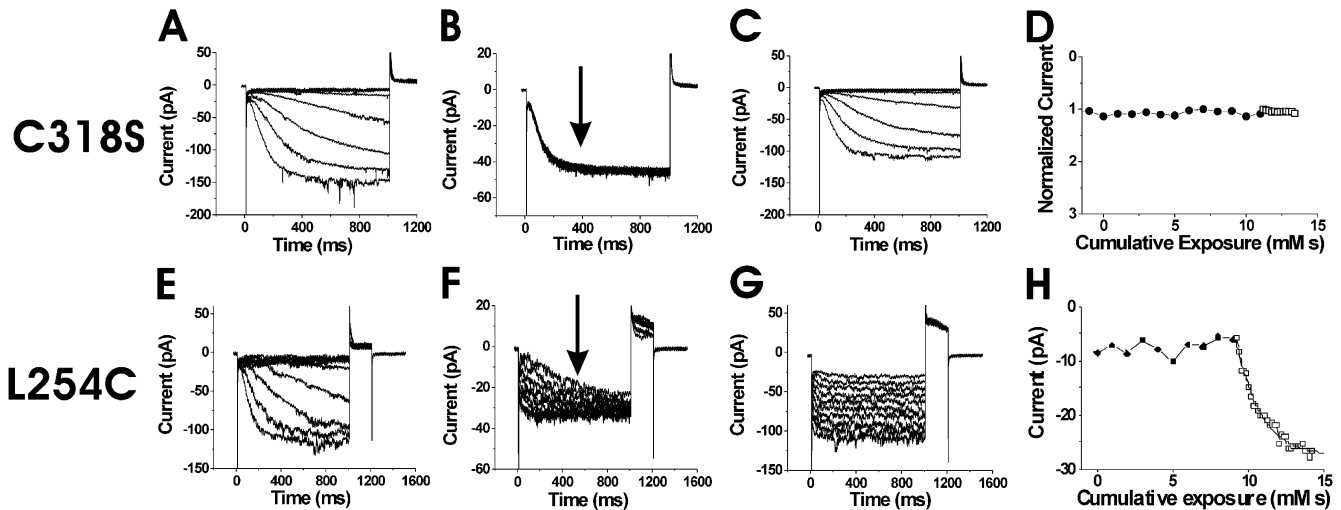 A
B
C
D
C318S
Current (pA)
50
0
-50
-100
-150
-200
0 400 800 1200
Time (ms)
Current (pA)
20
0
-20
-40
-60
0 400 800 1200
Time (ms)
Current (pA)
50
0
-50
-100
-150
-200
0 400 800 1200
Time (ms)
Normalized Current
0
1
2
3
0 5 10 15
Cumulative Exposure (mM s)
E
F
G
H
L254C
Current (pA)
50
0
-50
-100
-150
0 400 800 1200 1600
Time (ms)
Current (pA)
20
0
-20
-40
-60
0 400 800 1200 1600
Time (ms)
Current (pA)
50
0
-50
-100
-150
0 400 800 1200 1600
Time (ms)
Current (pA)
0
-10
-20
-30
0 5 10 15
Cumulative exposure (mM s)